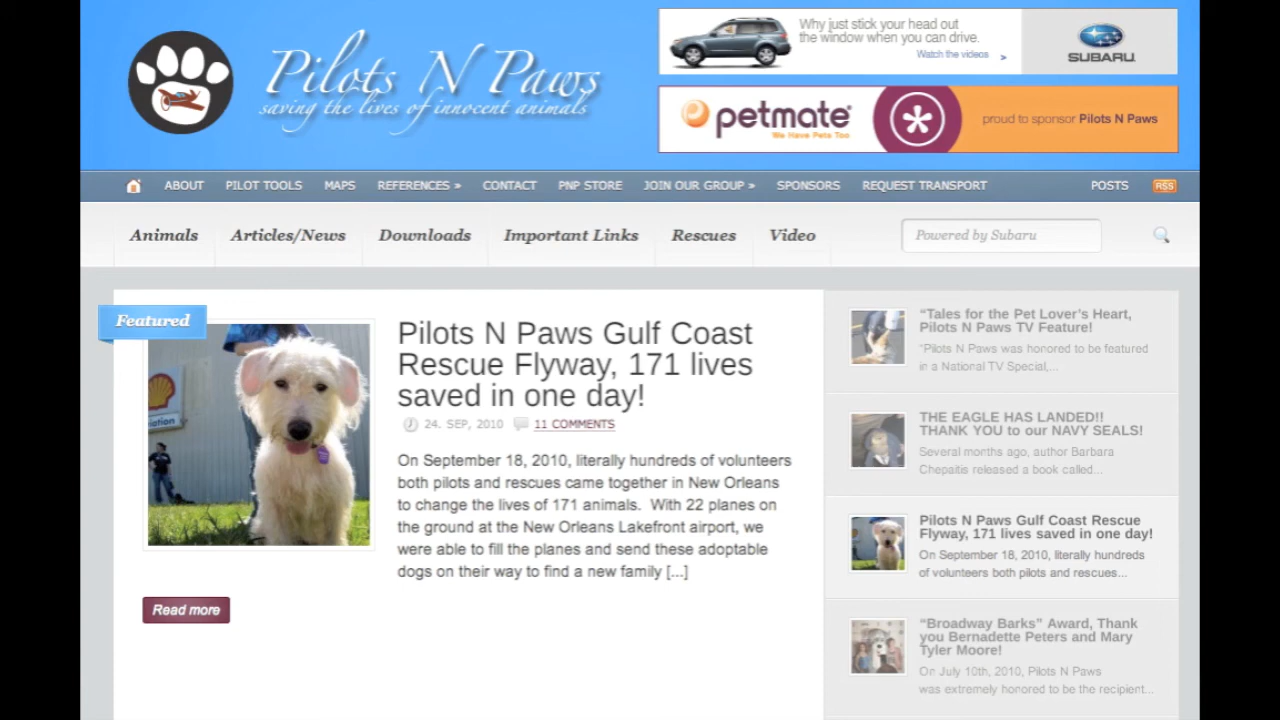 Pilots N Paws
saving the lives of innocent animals
Why just stick your head out
the window when you can drive.
Watch the videos »
SUBARU
petmate
We Have Pets Too
proud to sponsor Pilots N Paws
ABOUT PILOT TOOLS MAPS REFERENCES » CONTACT PNP STORE JOIN OUR GROUP » SPONSORS REQUEST TRANSPORT POSTS RSS
Animals Articles/News Downloads Important Links Rescues Video Powered by Subaru
Featured
Shell
Pilots N Paws Gulf Coast
Rescue Flyway, 171 lives
saved in one day!
24. SEP, 2010 11 COMMENTS
On September 18, 2010, literally hundreds of volunteers
both pilots and rescues came together in New Orleans
to change the lives of 171 animals. With 22 planes on
the ground at the New Orleans Lakefront airport, we
were able to fill the planes and send these adoptable
dogs on their way to find a new family [...]
Read more
“Tales for the Pet Lover’s Heart,
Pilots N Paws TV Feature!
“Pilots N Paws was honored to be featured
in a National TV Special,...
THE EAGLE HAS LANDED!!
THANK YOU to our NAVY SEALS!
Several months ago, author Barbara
Chepaitis released a book called...
Pilots N Paws Gulf Coast Rescue
Flyway, 171 lives saved in one day!
On September 18, 2010, literally hundreds
of volunteers both pilots and rescues...
“Broadway Barks” Award, Thank
you Bernadette Peters and Mary
Tyler Moore!
On July 10th, 2010, Pilots N Paws
was extremely honored to be the recipient...